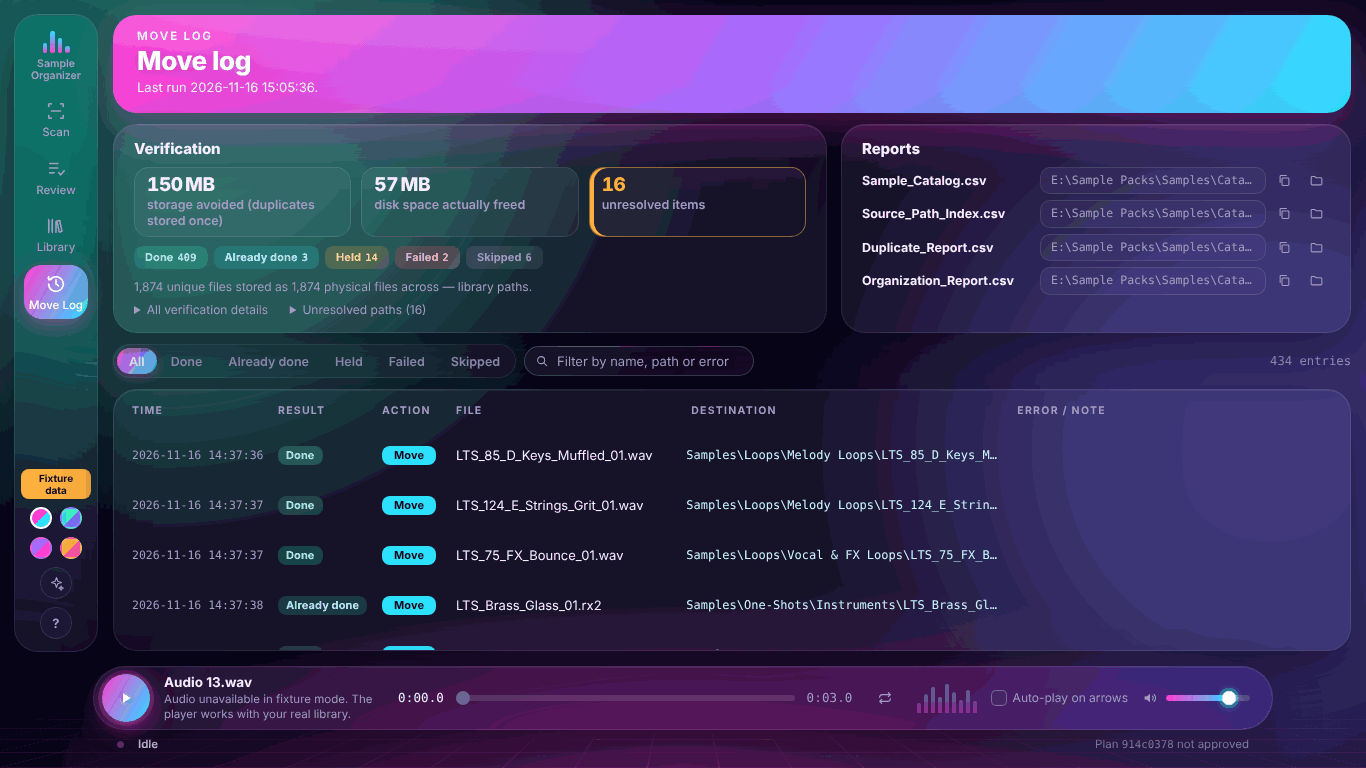 Sample
Organizer
Scan
Review
Library
Move Log
Fixture
data
?
MOVE LOG
Move log
Last run 2026-11-16 15:05:36.
Verification
150 MB
storage avoided (duplicates
stored once)
57 MB
disk space actually freed
16
unresolved items
Done 409
Already done 3
Held 14
Failed 2
Skipped 6
1,874 unique files stored as 1,874 physical files across — library paths.
All verification details
Unresolved paths (16)
Reports
Sample_Catalog.csv
E:\Sample Packs\Samples\Cata…
Source_Path_Index.csv
E:\Sample Packs\Samples\Cata…
Duplicate_Report.csv
E:\Sample Packs\Samples\Cata…
Organization_Report.csv
E:\Sample Packs\Samples\Cata…
All
Done
Already done
Held
Failed
Skipped
Filter by name, path or error
434 entries
TIME RESULT ACTION FILE DESTINATION ERROR / NOTE
2026-11-16 14:37:36 Done Move LTS_85_D_Keys_Muffled_01.wav Samples\Loops\Melody Loops\LTS_85_D_Keys_M…
2026-11-16 14:37:37 Done Move LTS_124_E_Strings_Grit_01.wav Samples\Loops\Melody Loops\LTS_124_E_Strin…
2026-11-16 14:37:37 Done Move LTS_75_FX_Bounce_01.wav Samples\Loops\Vocal & FX Loops\LTS_75_FX_B…
2026-11-16 14:37:38 Already done Move LTS_Brass_Glass_01.rx2 Samples\One-Shots\Instruments\LTS_Brass_Gl…
Audio 13.wav
Audio unavailable in fixture mode. The
player works with your real library.
0:00.0
0:03.0
Auto-play on arrows
Idle
Plan 914c0378 not approved